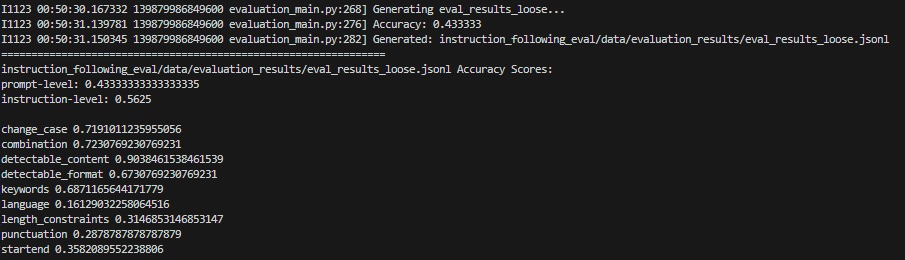 I1123 00:50:30.167332 139879986849600 evaluation_main.py:268] Generating eval_results_loose...
I1123 00:50:31.139781 139879986849600 evaluation_main.py:276] Accuracy: 0.433333
I1123 00:50:31.150345 139879986849600 evaluation_main.py:282] Generated: instruction_following_eval/data/evaluation_results/eval_results_loose.jsonl
================================================================
instruction_following_eval/data/evaluation_results/eval_results_loose.jsonl Accuracy Scores:
prompt-level: 0.43333333333333335
instruction-level: 0.5625
change_case 0.7191011235955056
combination 0.7230769230769231
detectable_content 0.9038461538461539
detectable_format 0.6730769230769231
keywords 0.6871165644171779
language 0.16129032258064516
length_constraints 0.3146853146853147
punctuation 0.2878787878787879
startend 0.3582089552238806